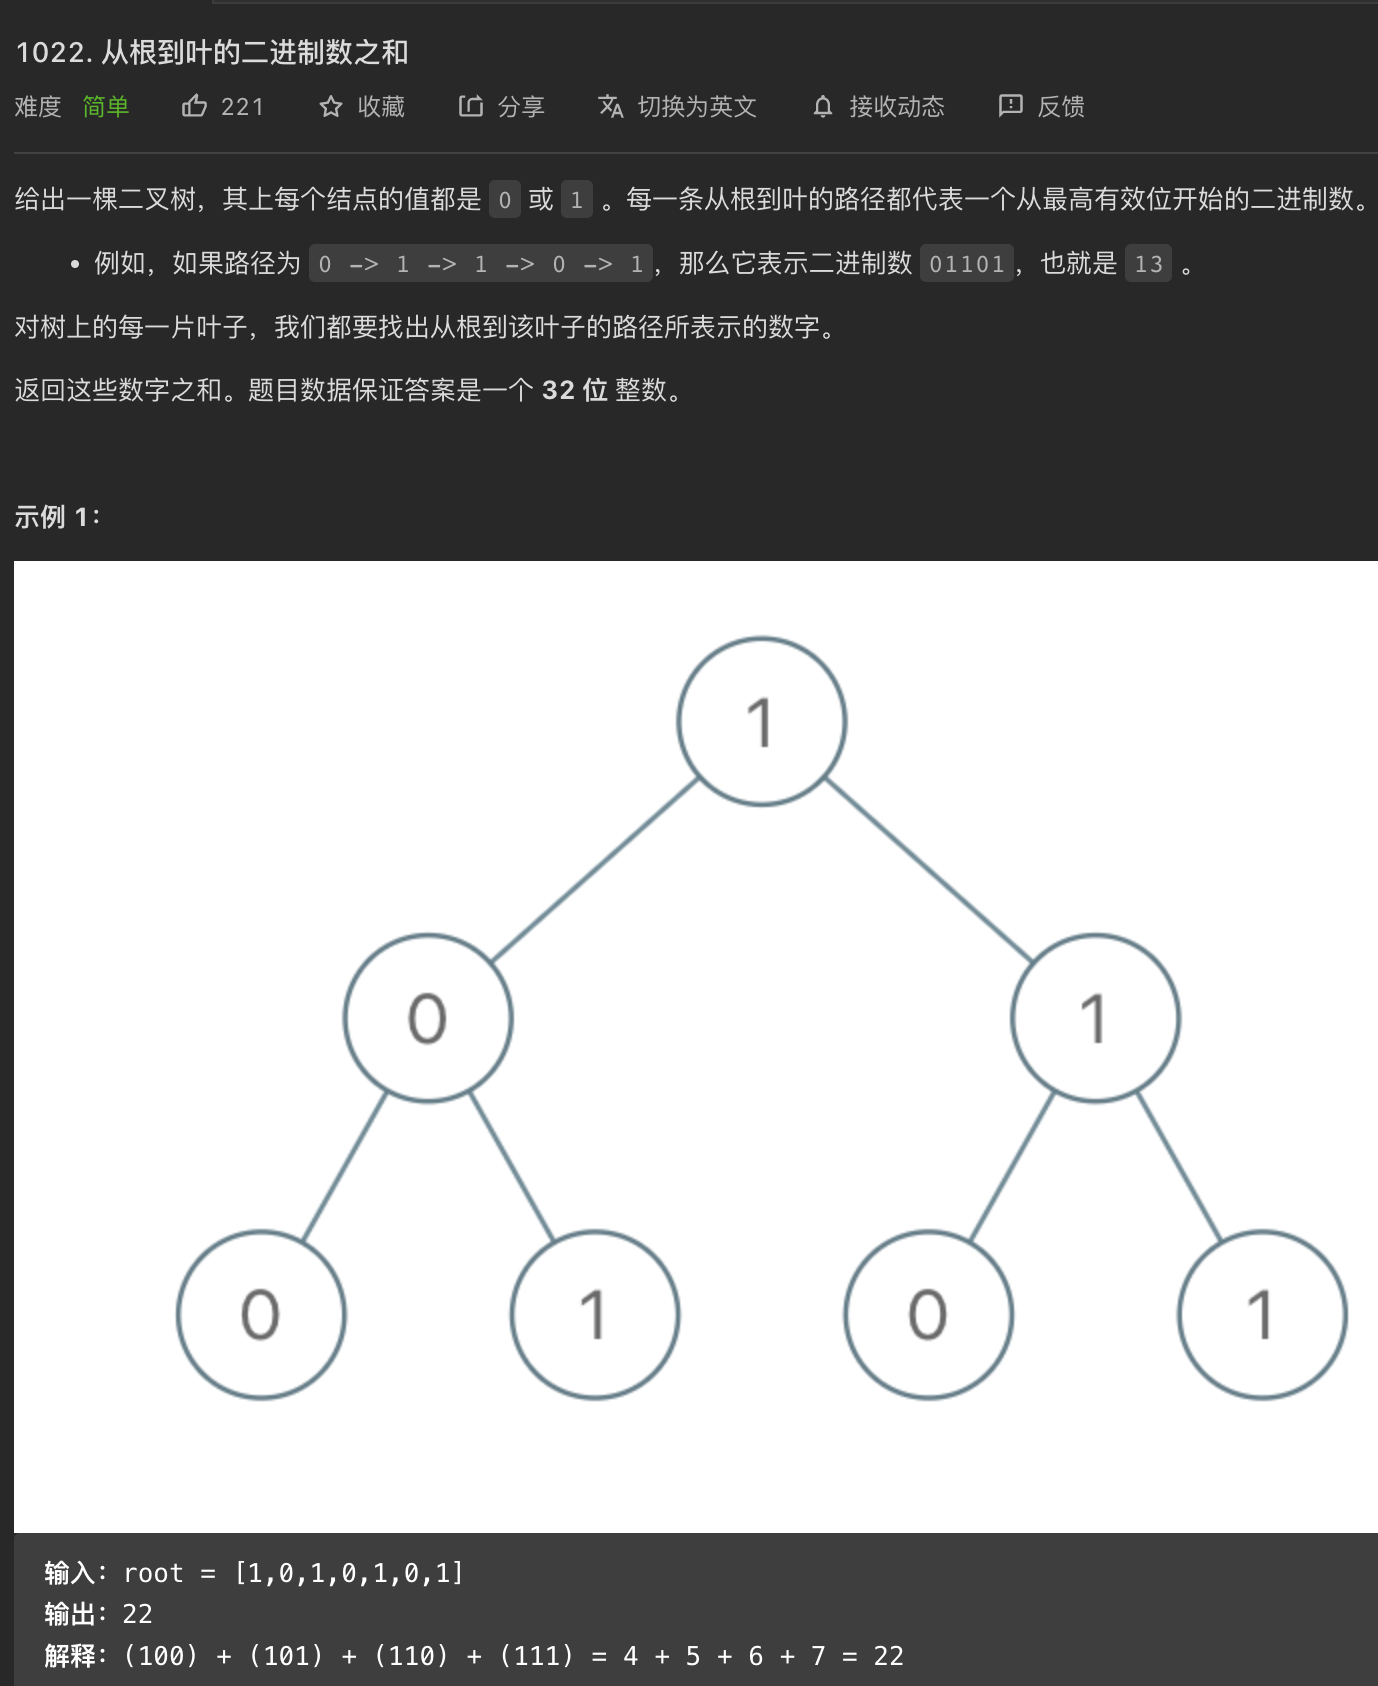 1022. 从根到叶的二进制数之和
难度 简单 221 收藏 分享 切换为英文 接收动态 反馈
给出一棵二叉树，其上每个结点的值都是 0 或 1 。每一条从根到叶的路径都代表一个从最高有效位开始的二进制数。
• 例如，如果路径为 0 -> 1 -> 1 -> 0 -> 1，那么它表示二进制数 01101，也就是 13 。
对树上的每一片叶子，我们都要找出从根到该叶子的路径所表示的数字。
返回这些数字之和。题目数据保证答案是一个 32 位 整数。
示例 1：
1
0 1
0 1 0 1
输入：root = [1,0,1,0,1,0,1]
输出：22
解释：(100) + (101) + (110) + (111) = 4 + 5 + 6 + 7 = 22